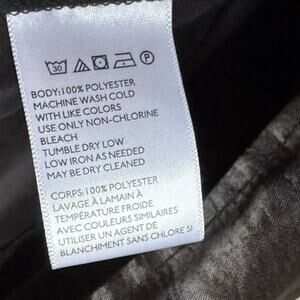 30 P
BODY:100% POLYESTER
MACHINE WASH COLD
WITH LIKE COLORS
USE ONLY NON-CHLORINE
BLEACH
TUMBLE DRY LOW
LOW IRON AS NEEDED
MAY BE DRY CLEANED
CORPS:100% POLYESTER
LAVAGE À LAMAIN À
TEMPÉRATURE FROIDE
AVEC COULEURS SIMILAIRES
UTILISER UN AGENT DE
BLANCHIMENT SANS CHLORE SI